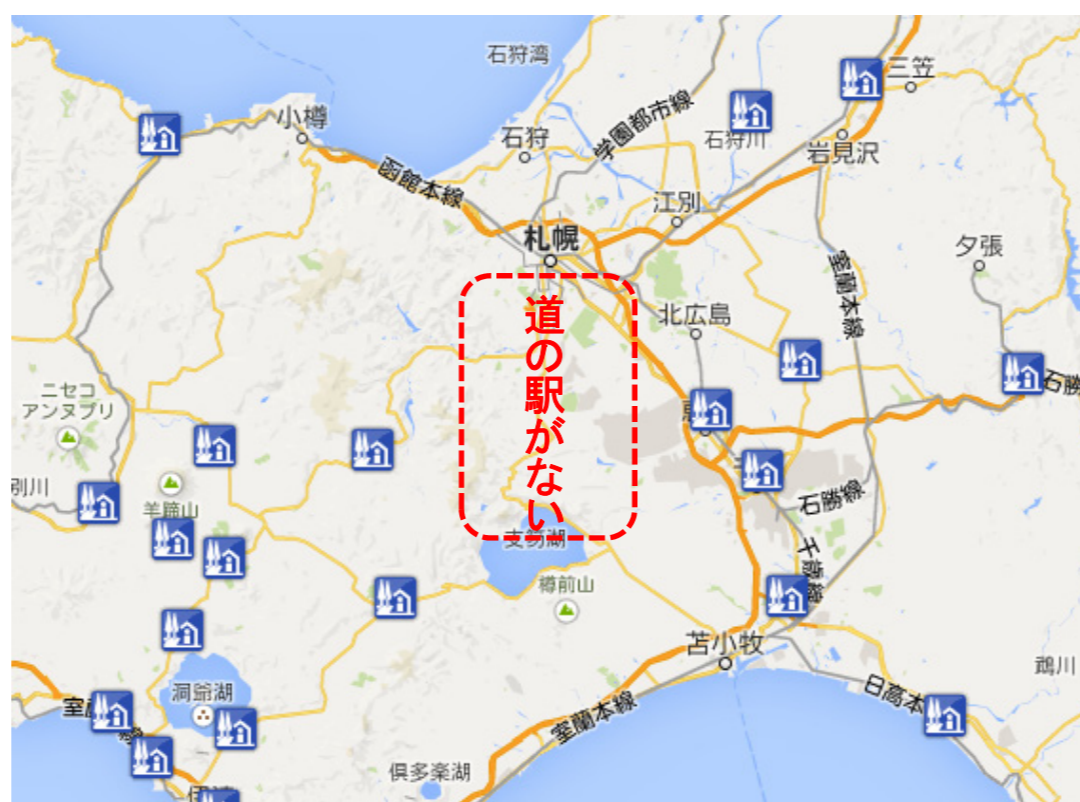 石狩湾
三笠
小樽
石狩
学園都市線
石狩川
岩見沢
函館本線
江別
札幌
夕張
室蘭本線
道の駅がない
北広島
ニセコ
アンヌプリ
石勝
恵
別川
羊蹄山
石勝線
支笏湖
千歳線
樽前山
苫小牧
鵡川
洞爺湖
日高本
室蘭本線
倶多楽湖